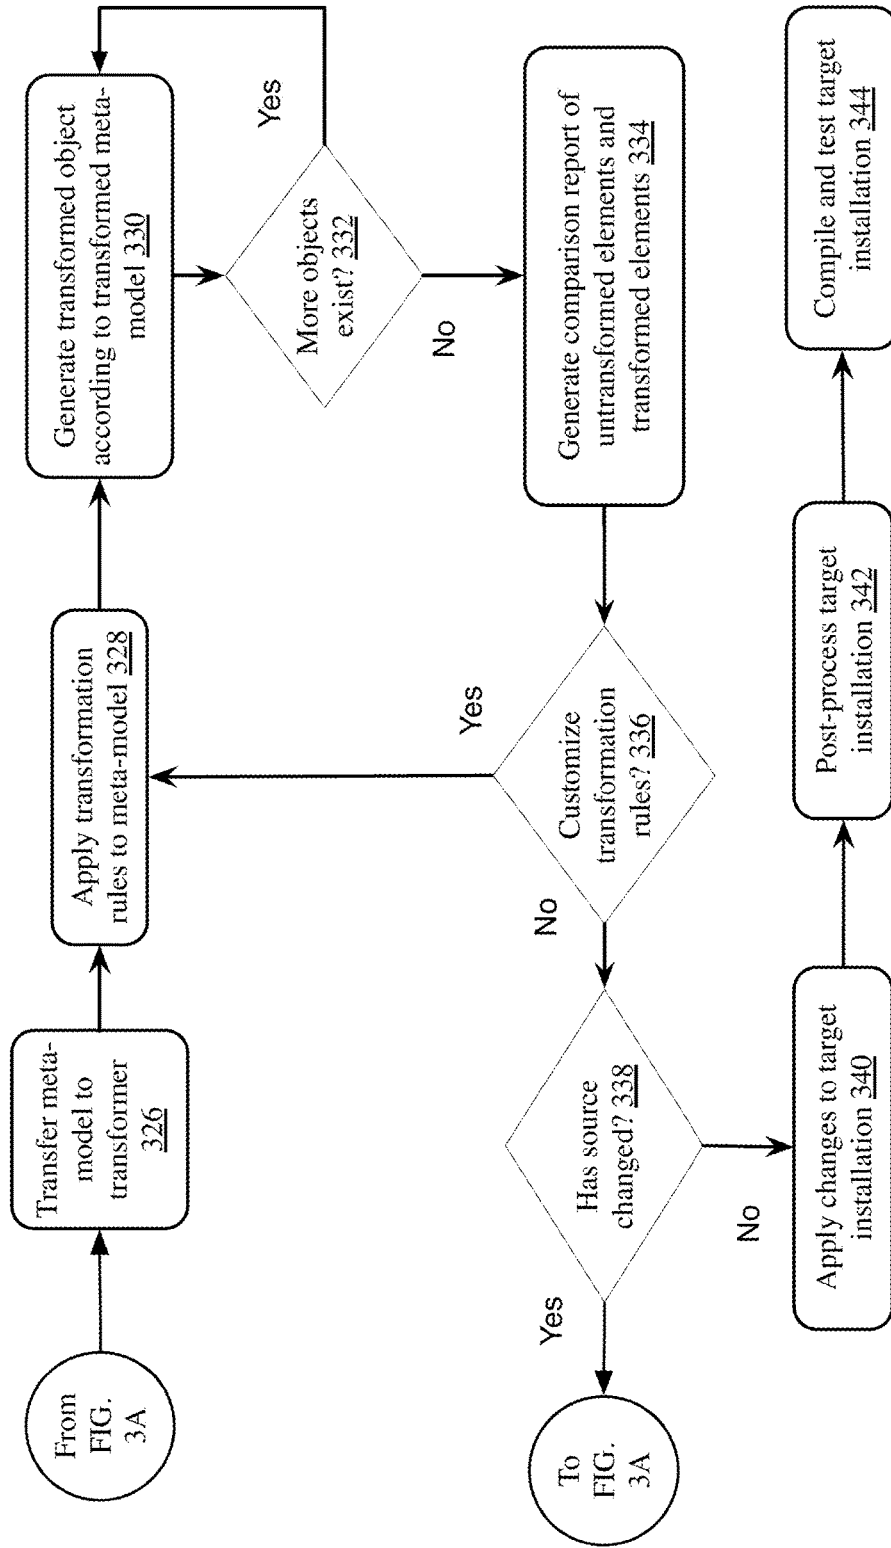 From
FIG.
3A
Transfer meta-
model to
transformer
326
Apply transformation
rules to meta-model 328
Generate transformed object
according to transformed meta-
model 330
More objects
exist? 332
Yes
No
Generate comparison report of
untransformed elements and
transformed elements 334
Customize
transformation
rules? 336
Yes
No
Has source
changed? 338
Yes
No
To
FIG.
3A
Apply changes to target
installation 340
Post-process target
installation 342
Compile and test target
installation 344